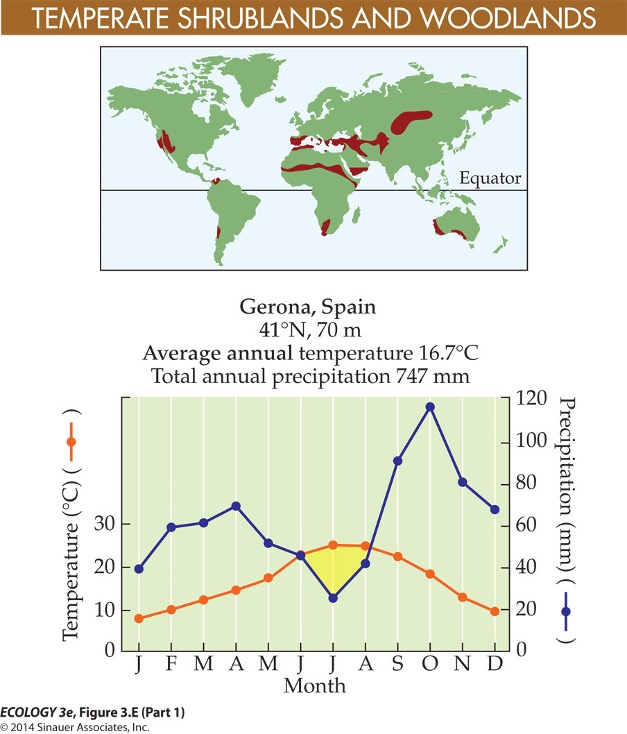 TEMPERATE SHRUBLANDS AND WOODLANDS
Equator
Gerona, Spain
41°N, 70 m
Average annual temperature 16.7°C
Total annual precipitation 747 mm
Temperature (°C) ( )
30
20
10
0
120
100
80
60
40
20
0
Precipitation (mm) ( )
J F M A M J J A S O N D
Month
ECOLOGY 3e, Figure 3.E (Part 1)
© 2014 Sinauer Associates, Inc.